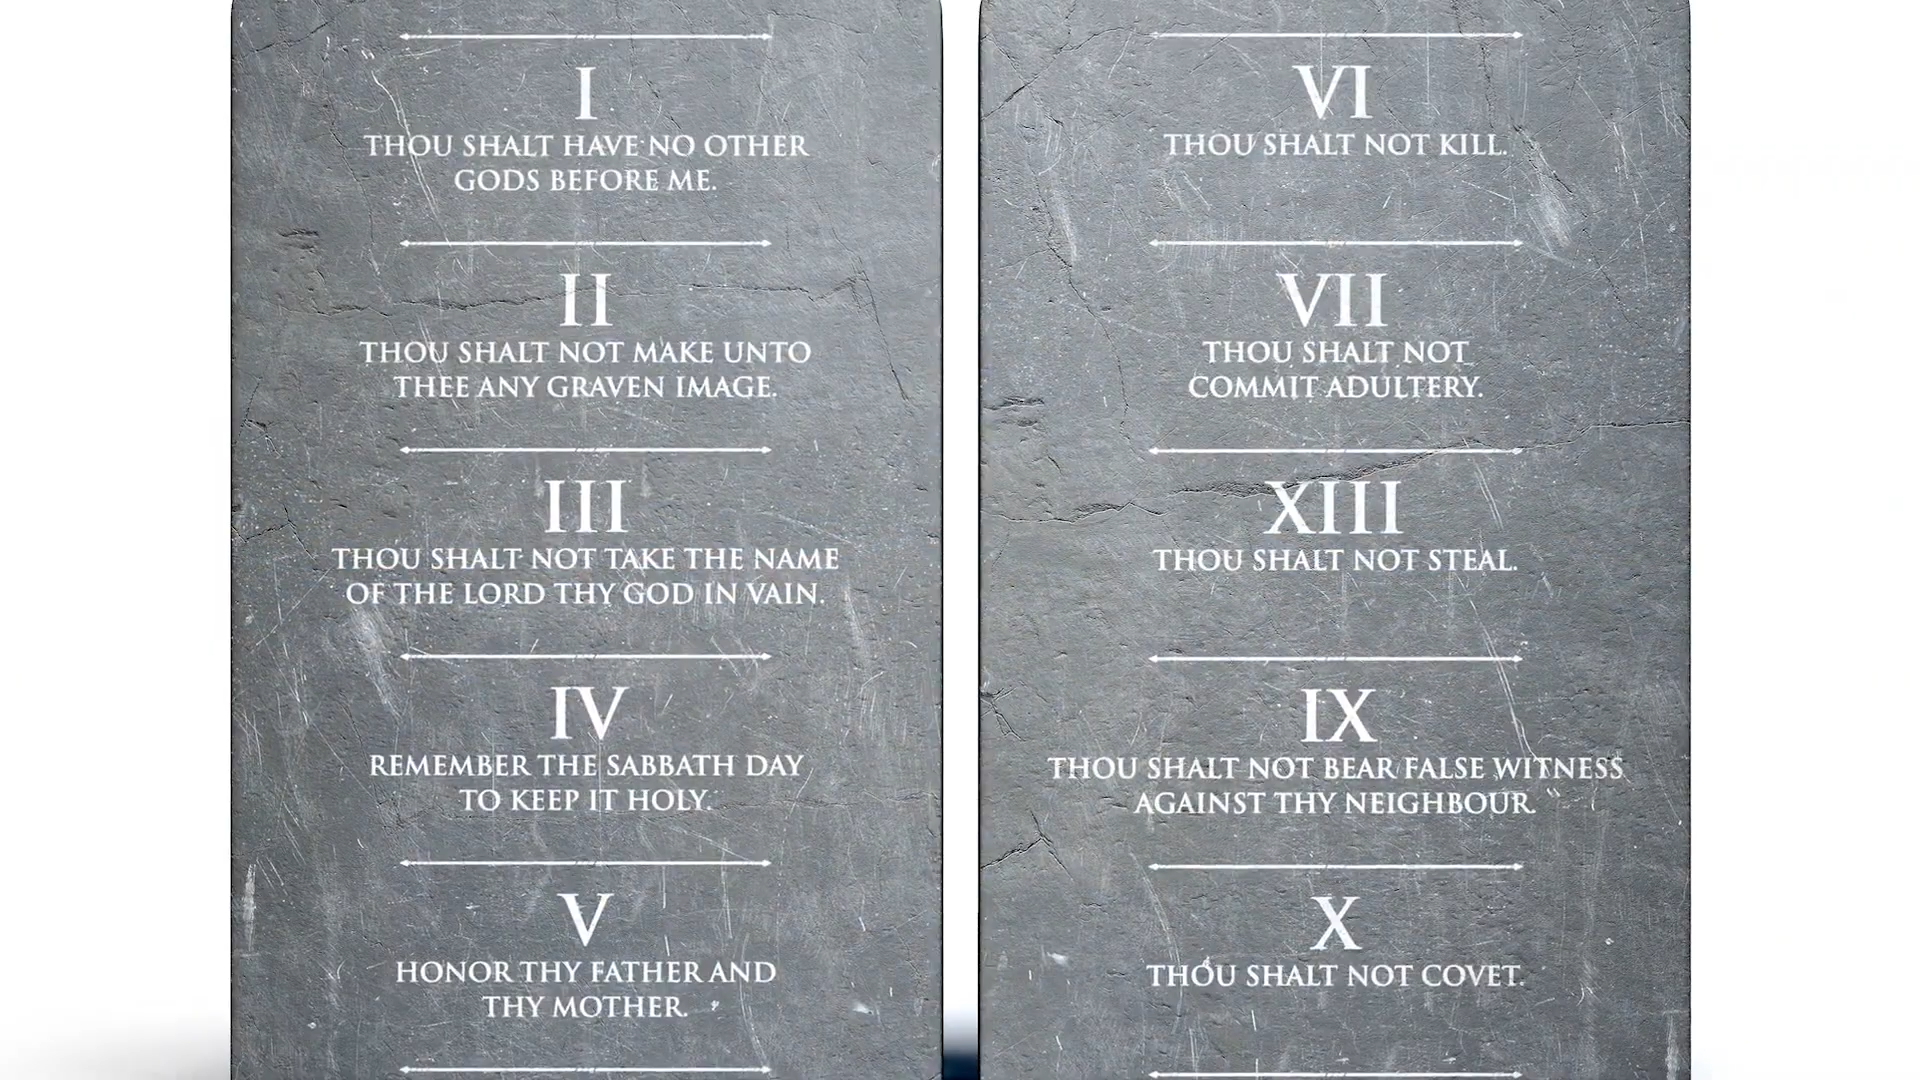 I
THOU SHALT HAVE NO OTHER
GODS BEFORE ME.
II
THOU SHALT NOT MAKE UNTO
THEE ANY GRAVEN IMAGE.
III
THOU SHALT NOT TAKE THE NAME
OF THE LORD THY GOD IN VAIN.
IV
REMEMBER THE SABBATH DAY
TO KEEP IT HOLY.
V
HONOR THY FATHER AND
THY MOTHER.
VI
THOU SHALT NOT KILL.
VII
THOU SHALT NOT
COMMIT ADULTERY.
XIII
THOU SHALT NOT STEAL.
IX
THOU SHALT NOT BEAR FALSE WITNESS
AGAINST THY NEIGHBOUR.
X
THOU SHALT NOT COVET.